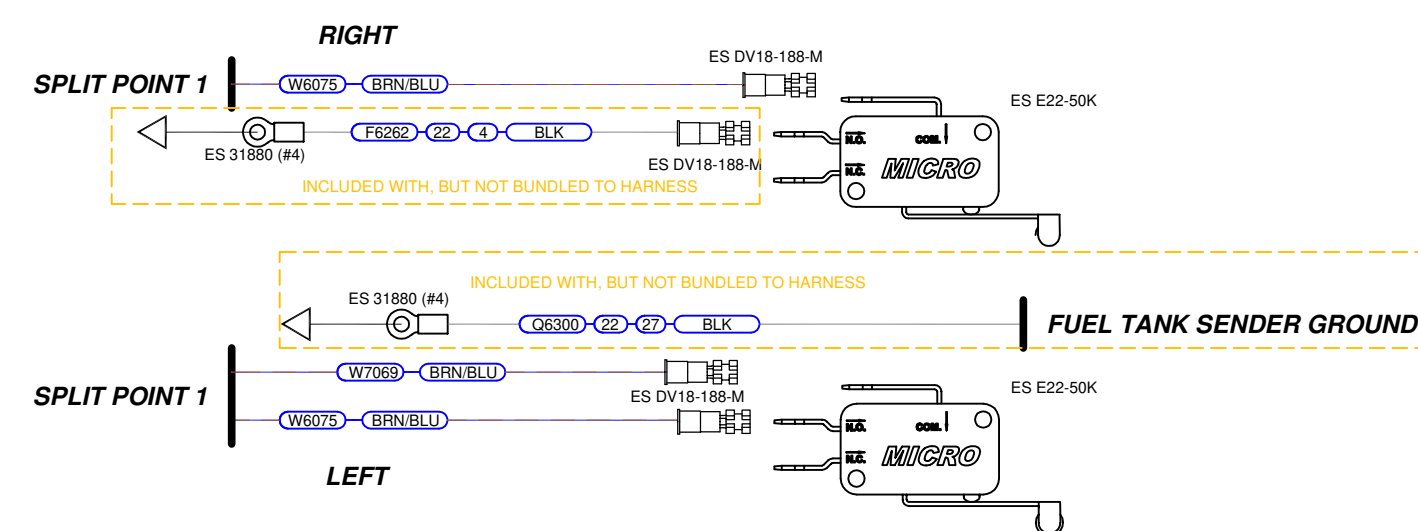 RIGHT
ES DV18-188-M
SPLIT POINT 1
W6075 BRN/BLU
ES E22-50K
F6262 22 4 BLK
ES 31880 (#4)
ES DV18-188-M
N.O. COM.
N.C. MICRO
INCLUDED WITH, BUT NOT BUNDLED TO HARNESS
INCLUDED WITH, BUT NOT BUNDLED TO HARNESS
ES 31880 (#4)
Q6300 22 27 BLK
FUEL TANK SENDER GROUND
W7069 BRN/BLU
ES E22-50K
SPLIT POINT 1
ES DV18-188-M
W6075 BRN/BLU
N.O. COM.
N.C. MICRO
LEFT